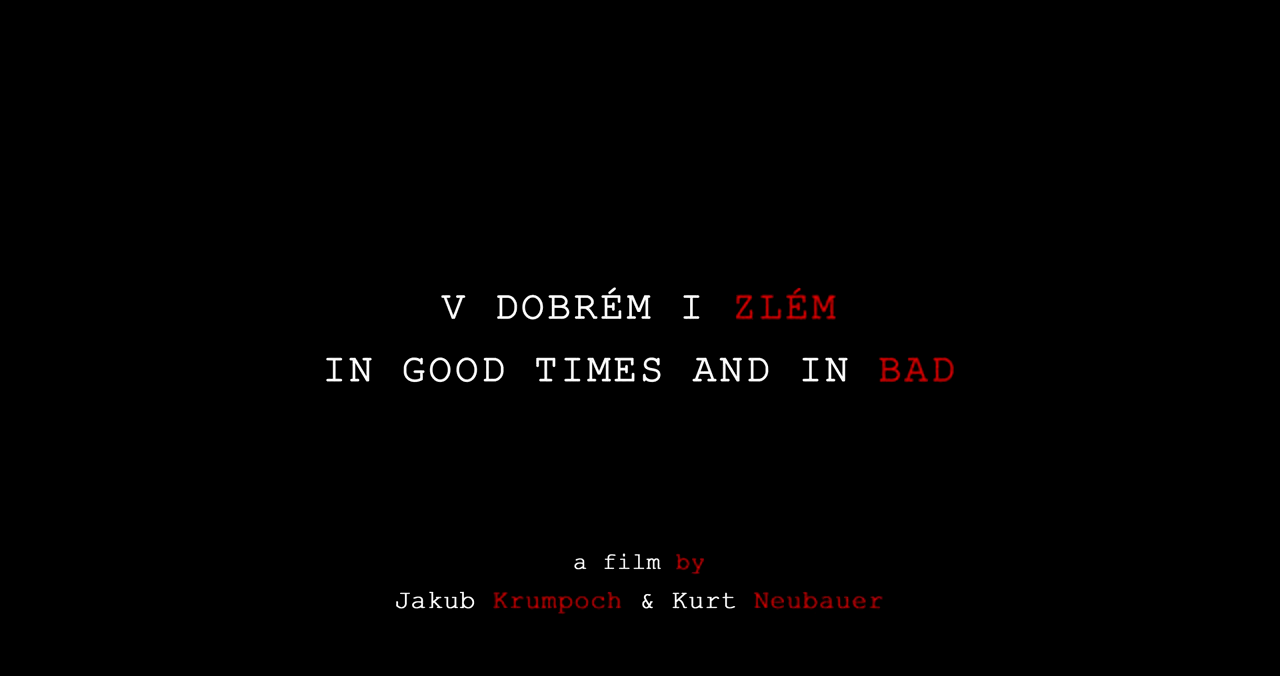 V DOBRÉM I ZLÉM
IN GOOD TIMES AND IN BAD
a film by
Jakub Krumpoch & Kurt Neubauer